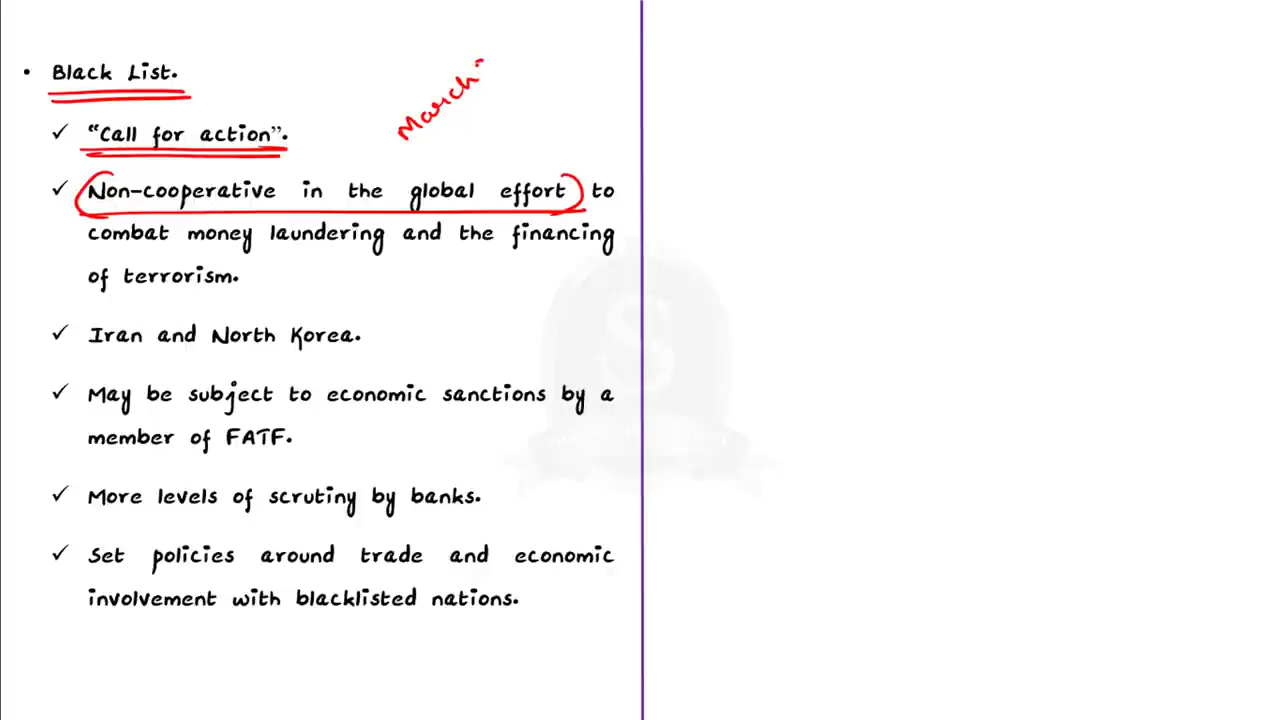 • Black List.
March
✓ “Call for action”.
✓ Non-cooperative in the global effort to
combat money laundering and the financing
of terrorism.
✓ Iran and North Korea.
✓ May be subject to economic sanctions by a
member of FATF.
✓ More levels of scrutiny by banks.
✓ Set policies around trade and economic
involvement with blacklisted nations.